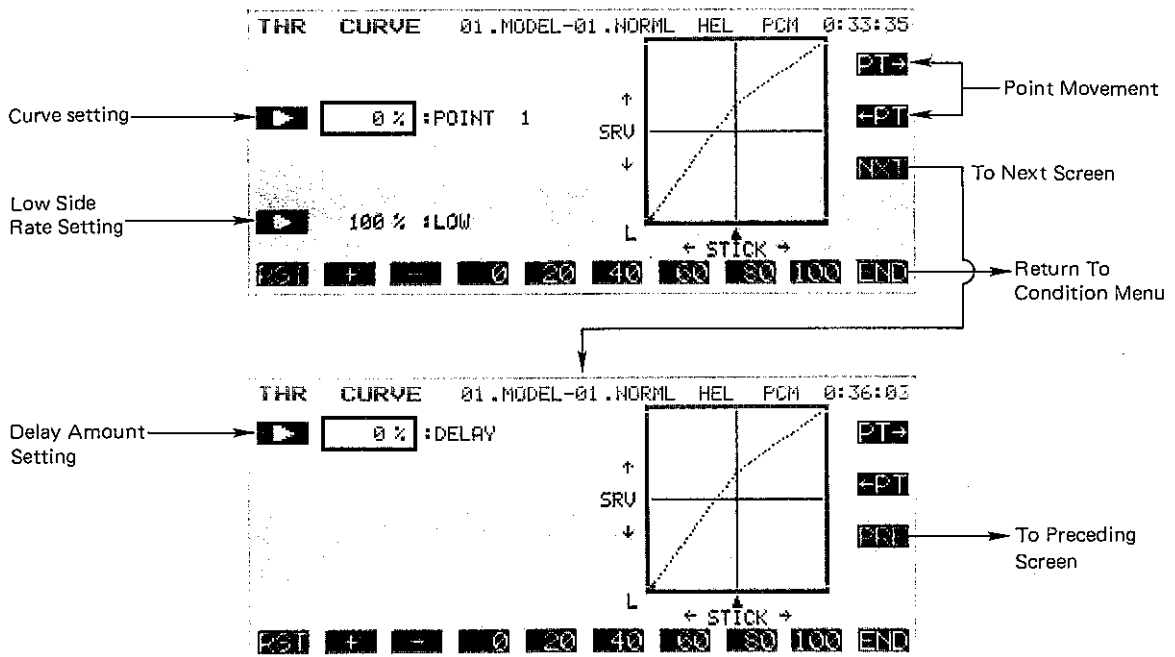 THR CURVE 01.MODEL-01.NORML HEL PCM 0:33:35
PT→
Point Movement
Curve setting
0 % :POINT 1
↑
SRV
↓
←PT
NXT
To Next Screen
Low Side
Rate Setting
100 % :LOW
L
← STICK →
RST + - 0 20 40 60 80 100 END
Return To
Condition Menu
THR CURVE 01.MODEL-01.NORML HEL PCM 0:36:03
Delay Amount
Setting
0 % :DELAY
PT→
↑
SRV
↓
←PT
PRE
To Preceding
Screen
L
← STICK →
RST + - 0 20 40 60 80 100 END